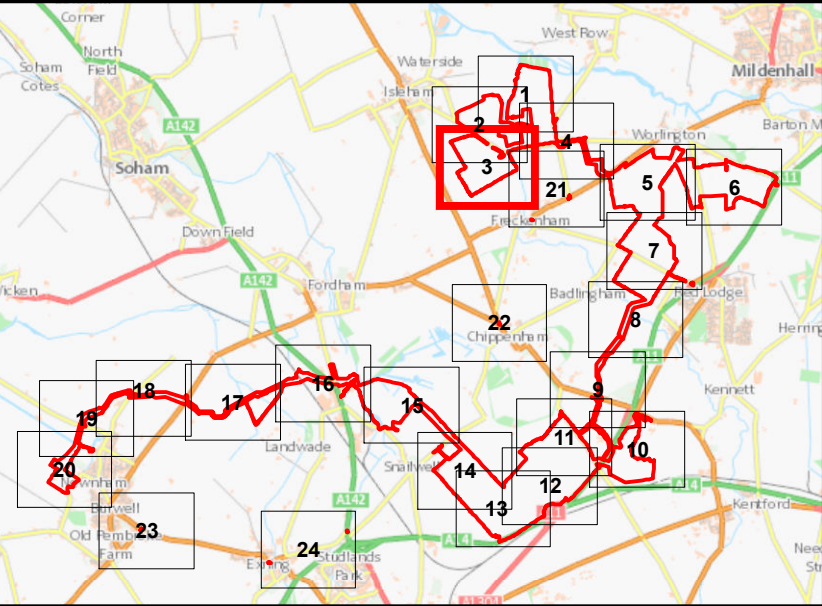 Corner
North
Field
Soham
Cotes
West Row
Waterside
Isleham
Mildenhall
1
2
4
A142
Worlington
Barton M
Soham
3
5
6
A11
21
Freckenham
Down Field
7
A142
Fordham
Badlingham
Red Lodge
22
8
Chippenham
Herring
16
9
Kennett
18
17
15
19
11
10
Landwade
Snailwell
20
14
12
A14
A142
13
Burwell
Kentford
23
Old Pembroke
Farm
24
A14
Exning
Studlands
Park
A1304